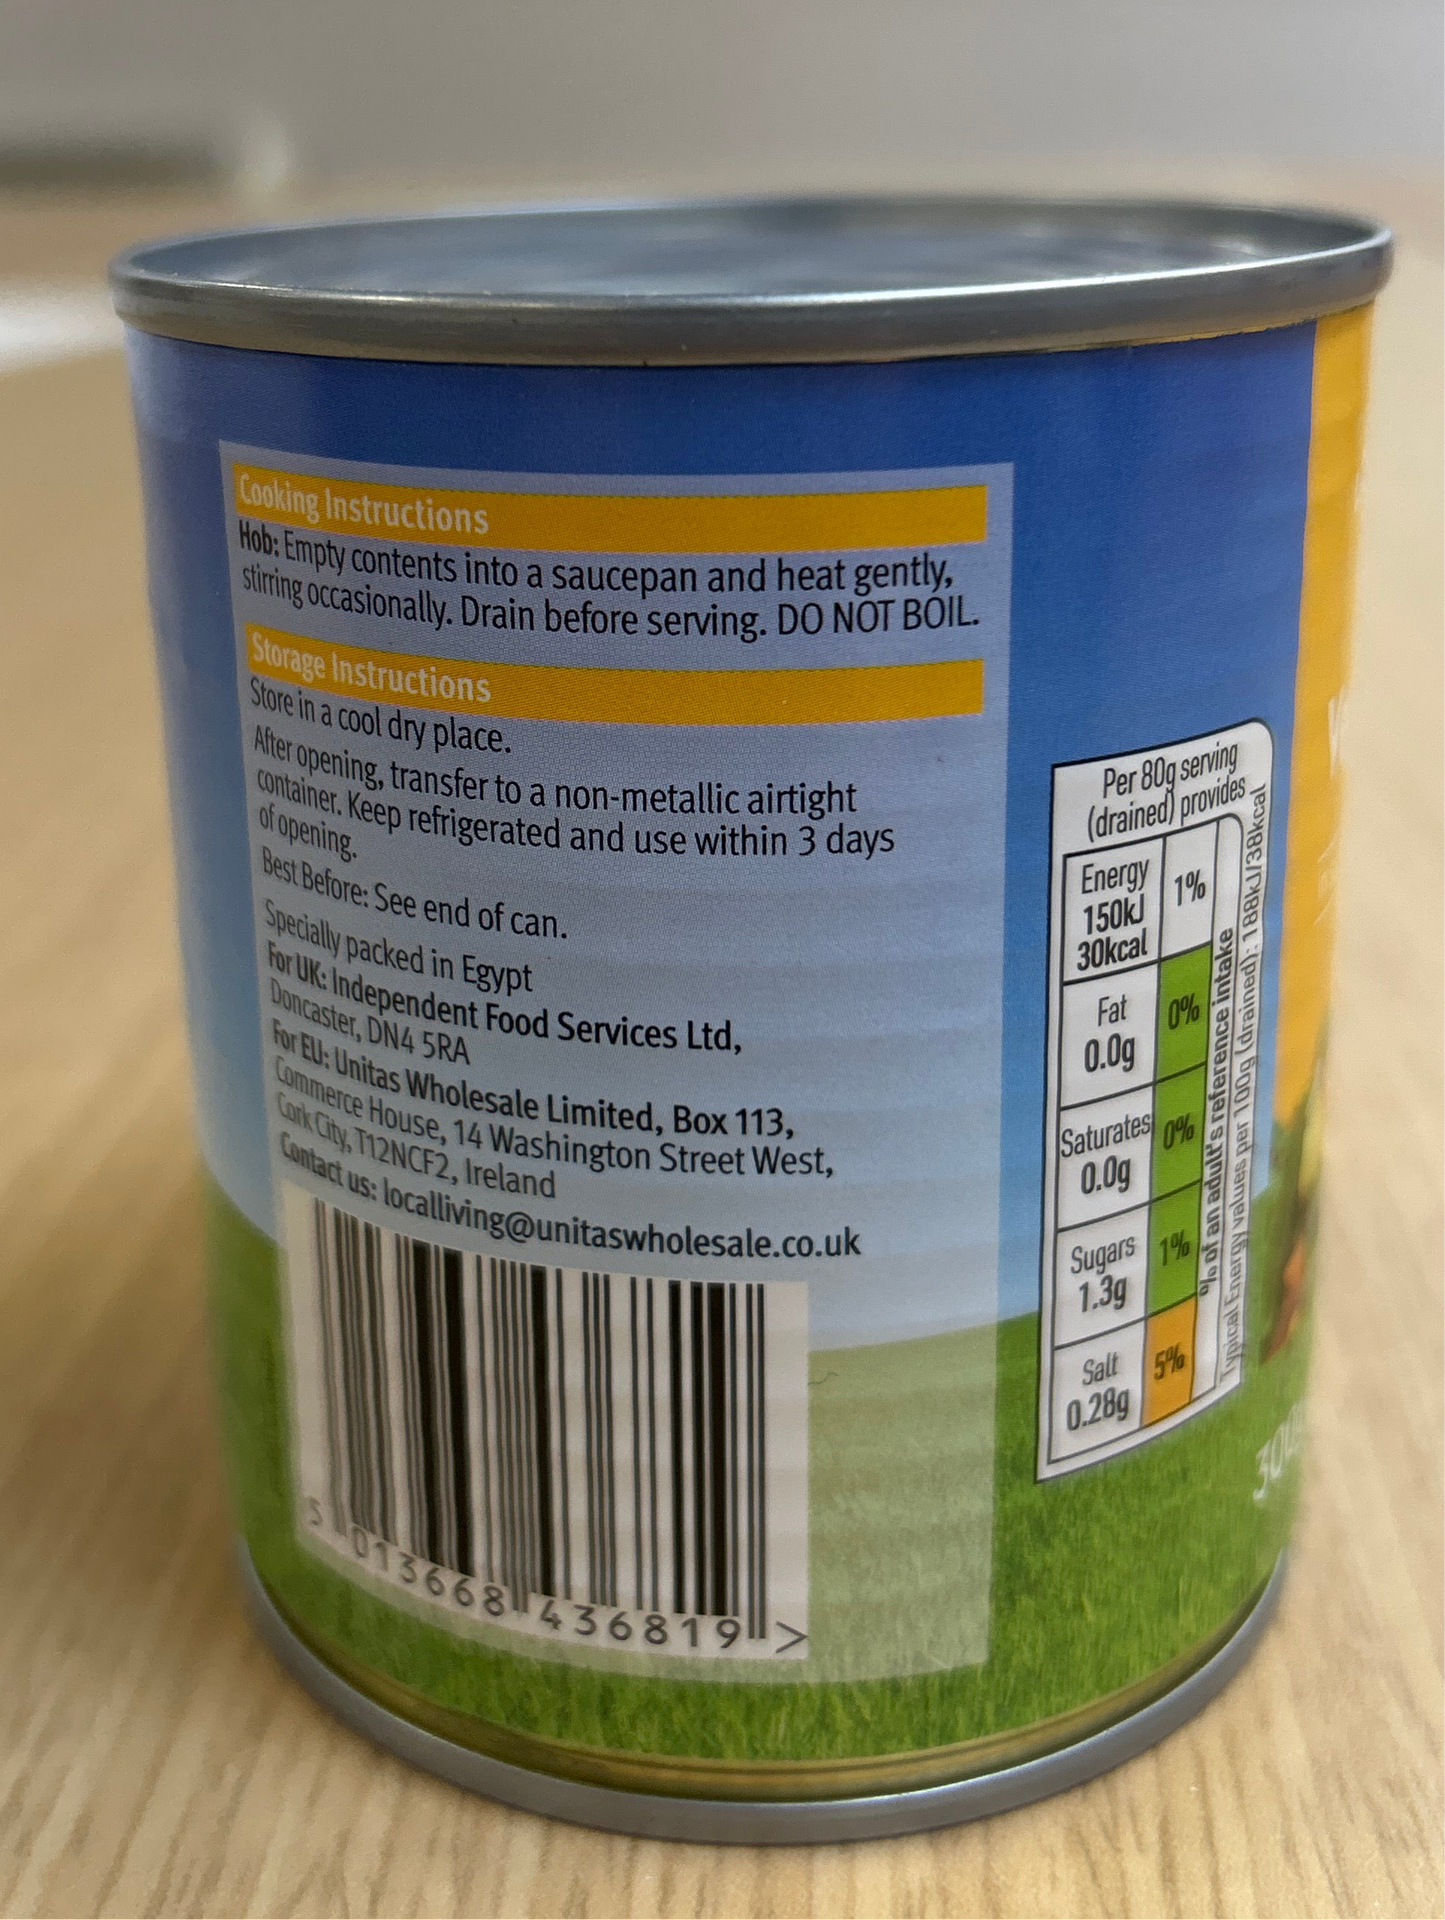 Cooking Instructions
Hob: Empty contents into a saucepan and heat gently,
stirring occasionally. Drain before serving. DO NOT BOIL.
Storage Instructions
Store in a cool dry place.
After opening, transfer to a non-metallic airtight
container. Keep refrigerated and use within 3 days
of opening.
Best Before: See end of can.
Specially packed in Egypt
For UK: Independent Food Services Ltd,
Doncaster, DN4 5RA
For EU: Unitas Wholesale Limited, Box 113,
Commerce House, 14 Washington Street West,
Cork City, T12NCF2, Ireland
Contact us: localliving@unitaswholesale.co.uk
5 013668 436819 >
Per 80g serving
(drained) provides
Energy
150kJ
30kcal
1%
Fat
0.0g
0%
Saturates
0.0g
0%
Sugars
1.3g
1%
Salt
0.28g
5%
% of an adult's reference intake
Typical Energy values per 100g (drained): 188kJ/38kcal